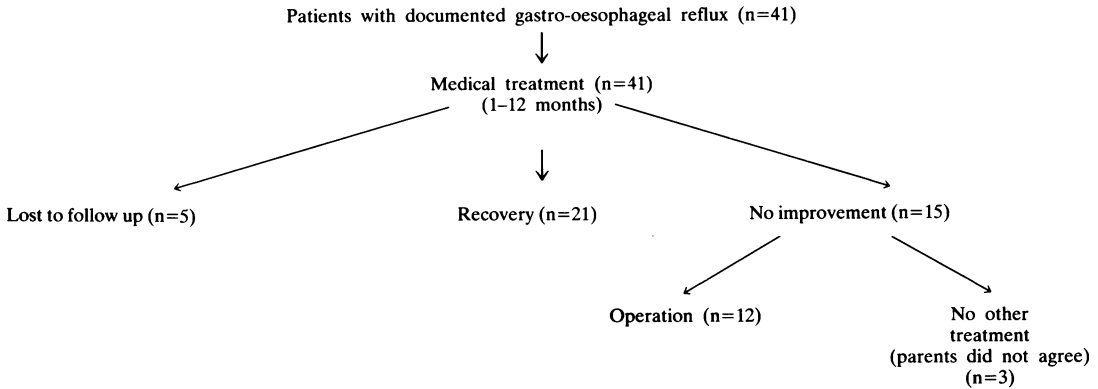 Patients with documented gastro-oesophageal reflux (n=41)
Medical treatment (n=41)
(1–12 months)
Lost to follow up (n=5)
Recovery (n=21)
No improvement (n=15)
Operation (n=12)
No other
treatment
(parents did not agree)
(n=3)